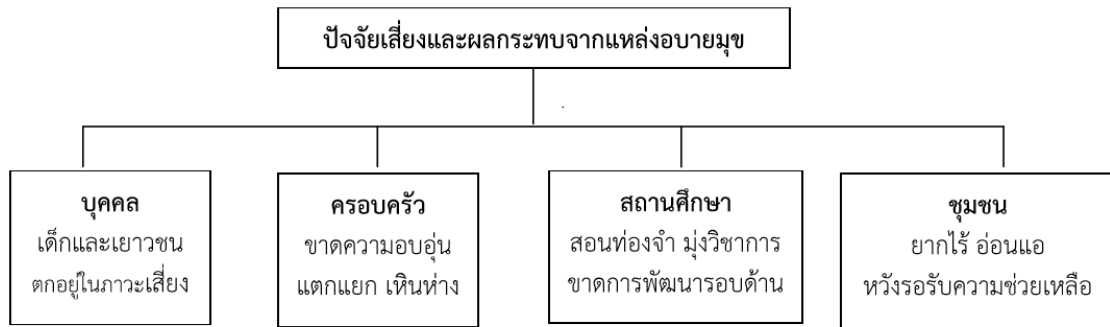 ปัจจัยเสี่ยงและผลกระทบจากแหล่งอบายมุข
บุคคล
เด็กและเยาวชน
ตกอยู่ในภาวะเสี่ยง
ครอบครัว
ขาดความอบอุ่น
แตกแยก เหินห่าง
สถานศึกษา
สอนท่องจำ มุ่งวิชาการ
ขาดการพัฒนารอบด้าน
ชุมชน
ยากไร้ อ่อนแอ
หวังรอรับความช่วยเหลือ